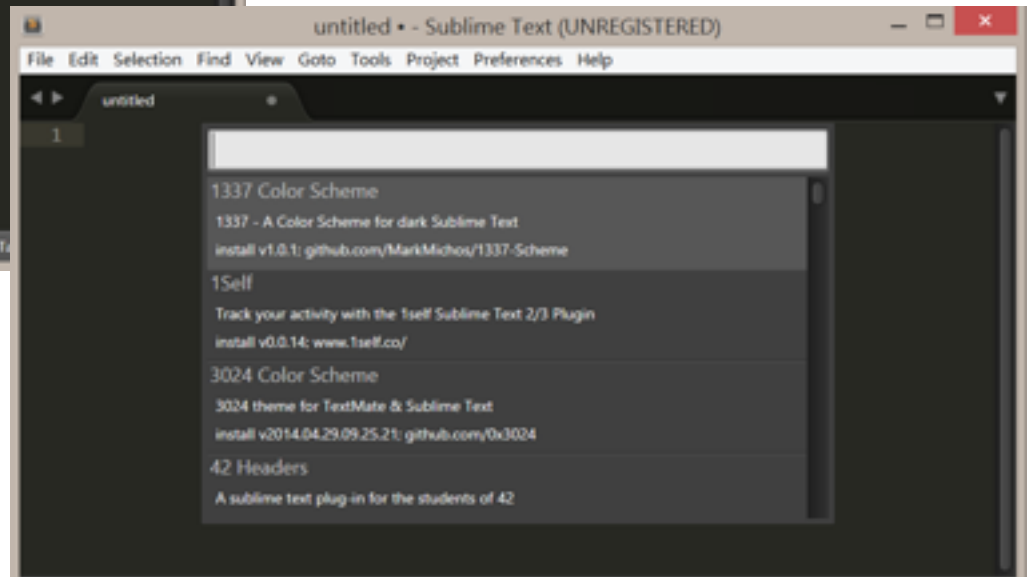 untitled • - Sublime Text (UNREGISTERED)
File Edit Selection Find View Goto Tools Project Preferences Help
untitled
1
1337 Color Scheme
1337 - A Color Scheme for dark Sublime Text
install v1.0.1; github.com/MarkMichos/1337-Scheme
1Self
Track your activity with the 1self Sublime Text 2/3 Plugin
install v0.0.14; www.1self.co/
3024 Color Scheme
3024 theme for TextMate & Sublime Text
install v2014.04.29.09.25.21; github.com/0x3024
42 Headers
A sublime text plug-in for the students of 42